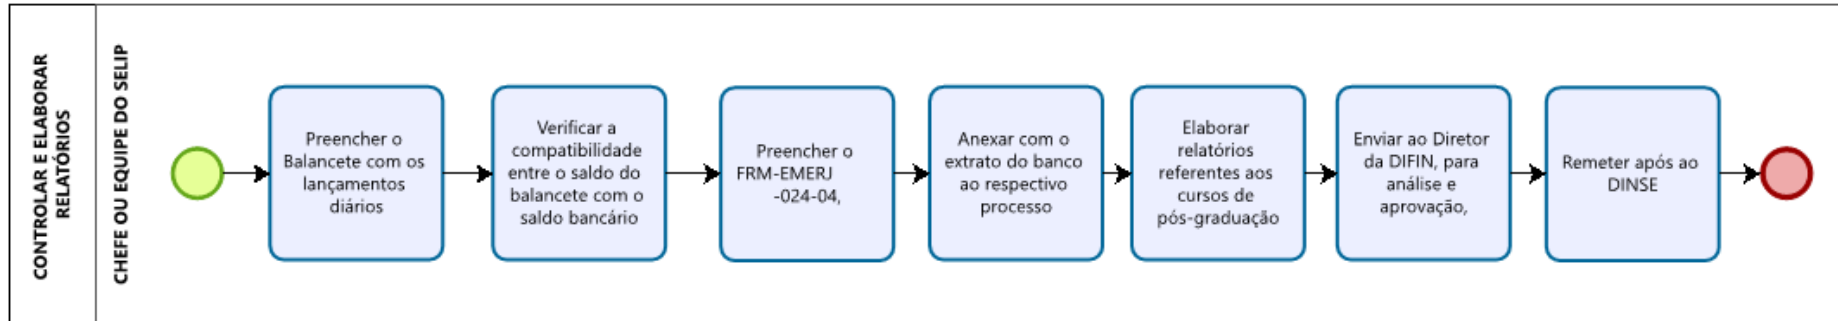 CONTROLAR E ELABORAR
RELATÓRIOS
CHEFE OU EQUIPE DO SELIP
Preencher o
Balancete com os
lançamentos
diários
Verificar a
compatibilidade
entre o saldo do
balancete com o
saldo bancário
Preencher o
FRM-EMERJ
-024-04,
Anexar com o
extrato do banco
ao respectivo
processo
Elaborar
relatórios
referentes aos
cursos de
pós-graduação
Enviar ao Diretor
da DIFIN, para
análise e
aprovação,
Remeter após ao
DINSE